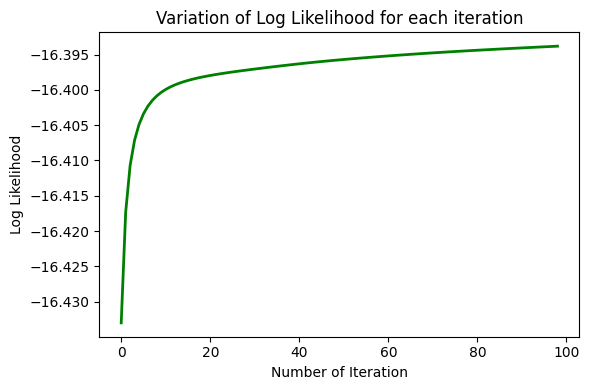 Variation of Log Likelihood for each iteration
−16.395
−16.400
−16.405
−16.410
−16.415
−16.420
−16.425
−16.430
Log Likelihood
0 20 40 60 80 100
Number of Iteration